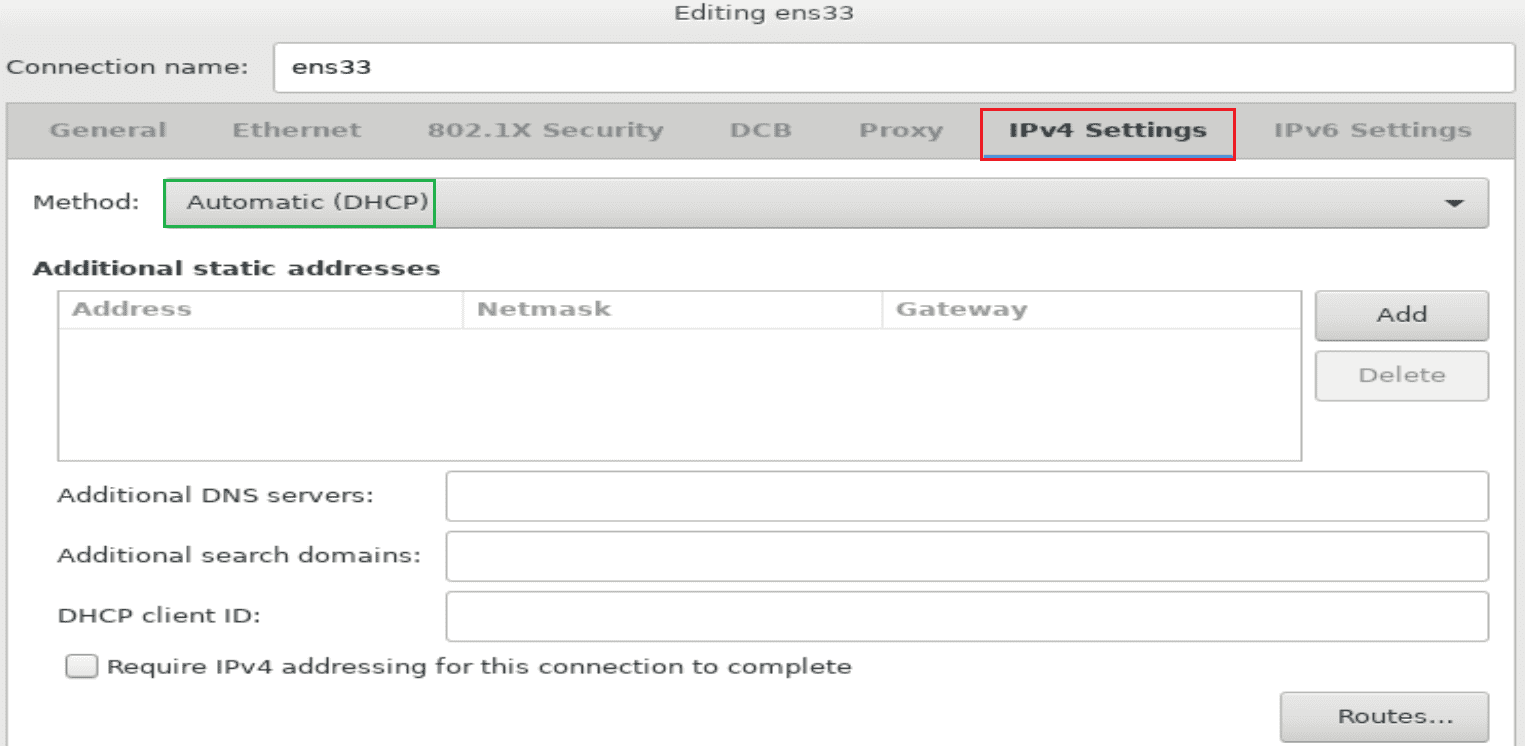 Editing ens33
Connection name: ens33
General Ethernet 802.1X Security DCB Proxy IPv4 Settings IPv6 Settings
Method: Automatic (DHCP)
Additional static addresses
Address Netmask Gateway
Add
Delete
Additional DNS servers:
Additional search domains:
DHCP client ID:
Require IPv4 addressing for this connection to complete
Routes...